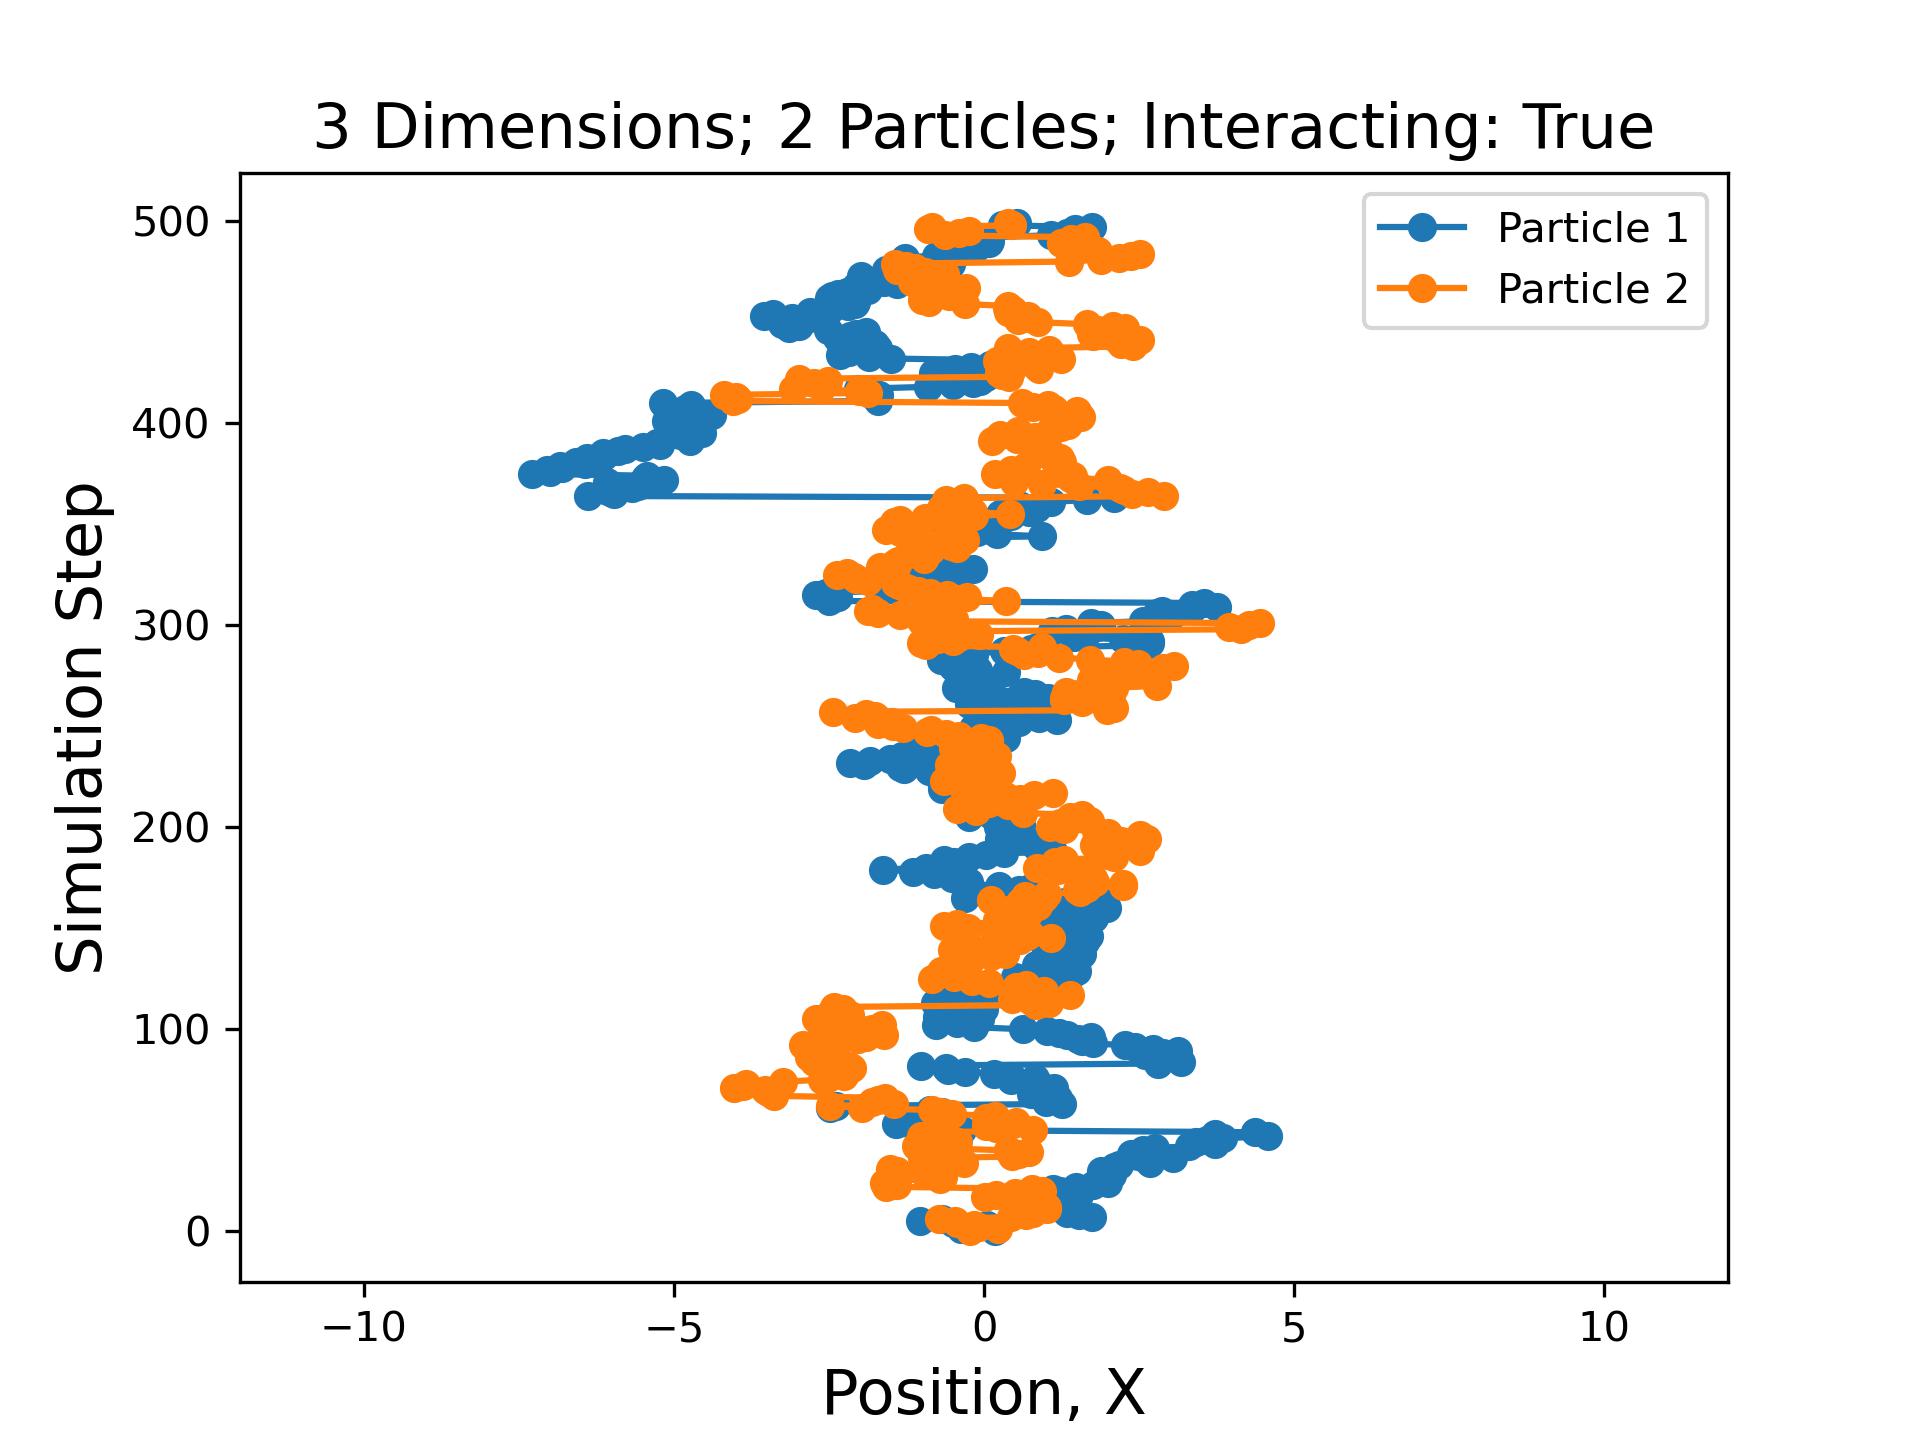 3 Dimensions; 2 Particles; Interacting: True
Particle 1
Particle 2
500
400
300
200
100
0
Simulation Step
−10
−5
0
5
10
Position, X